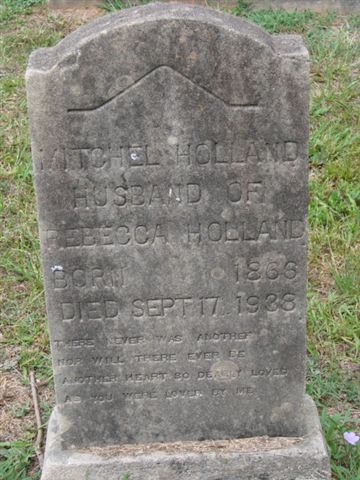 MITCHEL HOLLAND
HUSBAND OF
REBECCA HOLLAND
BORN 1868
DIED SEPT 17, 1938
THERE NEVER WAS ANOTHER
NOR WILL THERE EVER BE
ANOTHER HEART SO DEARLY LOVED
AS YOU WERE LOVED BY ME